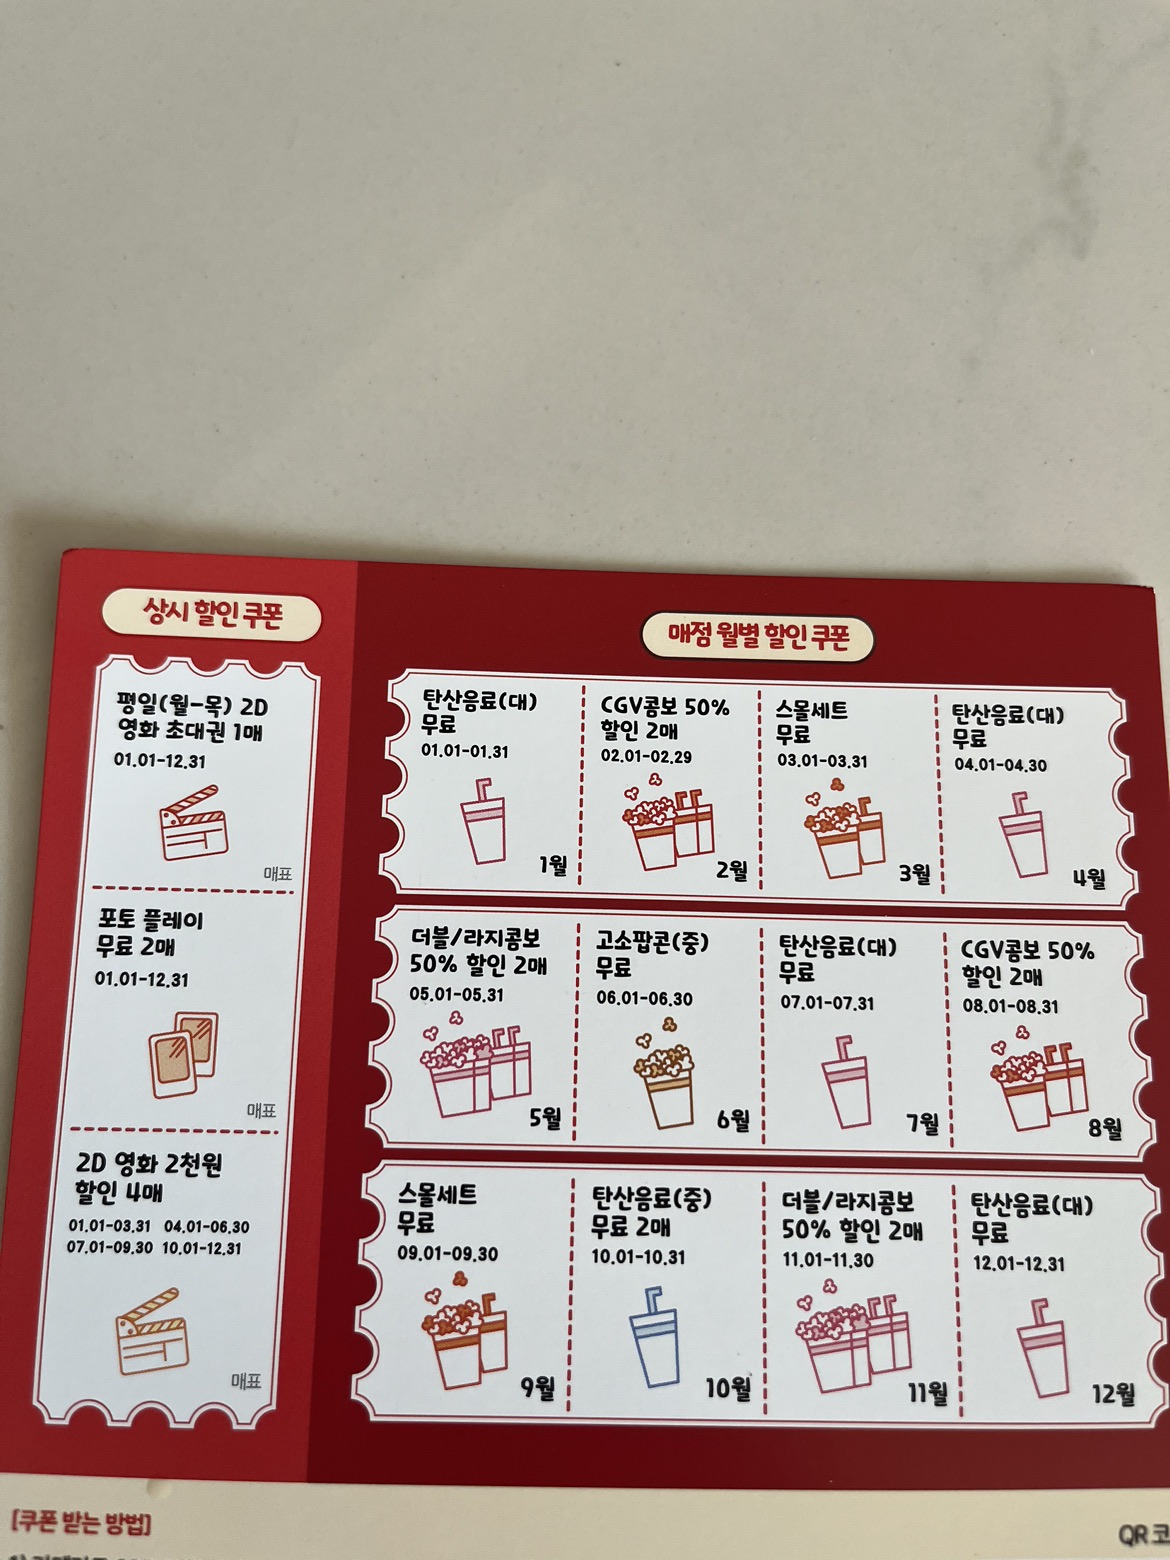 상시 할인 쿠폰
평일(월-목) 2D
영화 초대권 1매
01.01-12.31
매표
포토 플레이
무료 2매
01.01-12.31
매표
2D 영화 2천원
할인 4매
01.01-03.31 04.01-06.30
07.01-09.30 10.01-12.31
매표
매점 월별 할인 쿠폰
탄산음료(대)
무료
01.01-01.31
1월
CGV콤보 50%
할인 2매
02.01-02.29
2월
스몰세트
무료
03.01-03.31
3월
탄산음료(대)
무료
04.01-04.30
4월
더블/라지콤보
50% 할인 2매
05.01-05.31
5월
고소팝콘(중)
무료
06.01-06.30
6월
탄산음료(대)
무료
07.01-07.31
7월
CGV콤보 50%
할인 2매
08.01-08.31
8월
스몰세트
무료
09.01-09.30
9월
탄산음료(중)
무료 2매
10.01-10.31
10월
더블/라지콤보
50% 할인 2매
11.01-11.30
11월
탄산음료(대)
무료
12.01-12.31
12월
[쿠폰 받는 방법]
QR 코